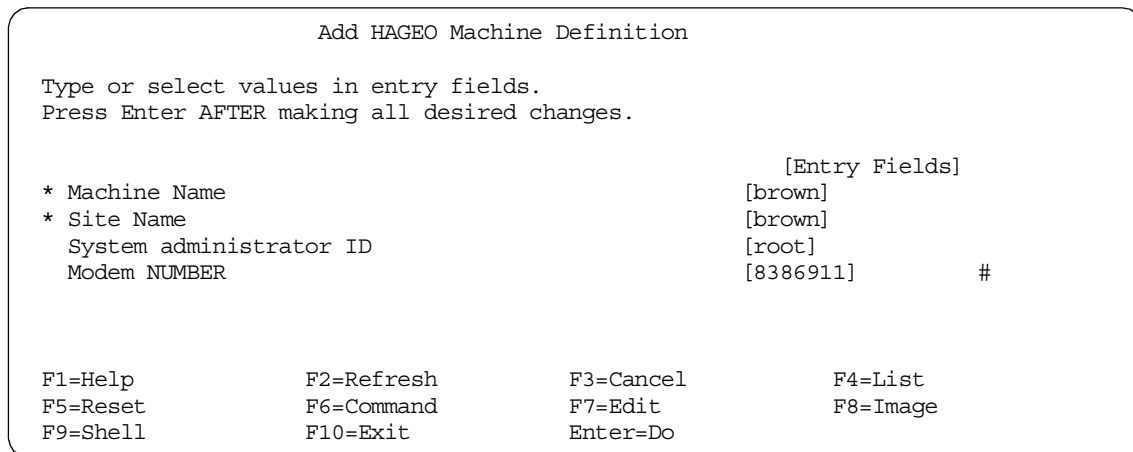 Add HAGEO Machine Definition
Type or select values in entry fields.
Press Enter AFTER making all desired changes.
[Entry Fields]
* Machine Name [brown]
* Site Name [brown]
System administrator ID [root]
Modem NUMBER [8386911] #
F1=Help F2=Refresh F3=Cancel F4=List
F5=Reset F6=Command F7=Edit F8=Image
F9=Shell F10=Exit Enter=Do